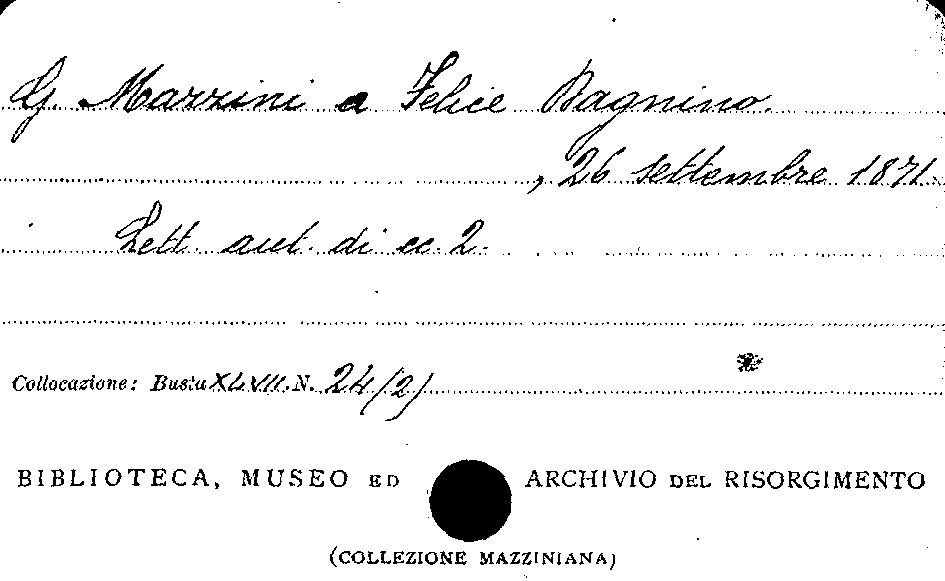 G. Mazzini a Felice Dagnino.
, 26 settembre 1871.
Lett. aut. di cc. 2.
Collocazione: Busta XLVII. N. 24(2)
BIBLIOTECA, MUSEO ED ARCHIVIO DEL RISORGIMENTO
(COLLEZIONE MAZZINIANA)